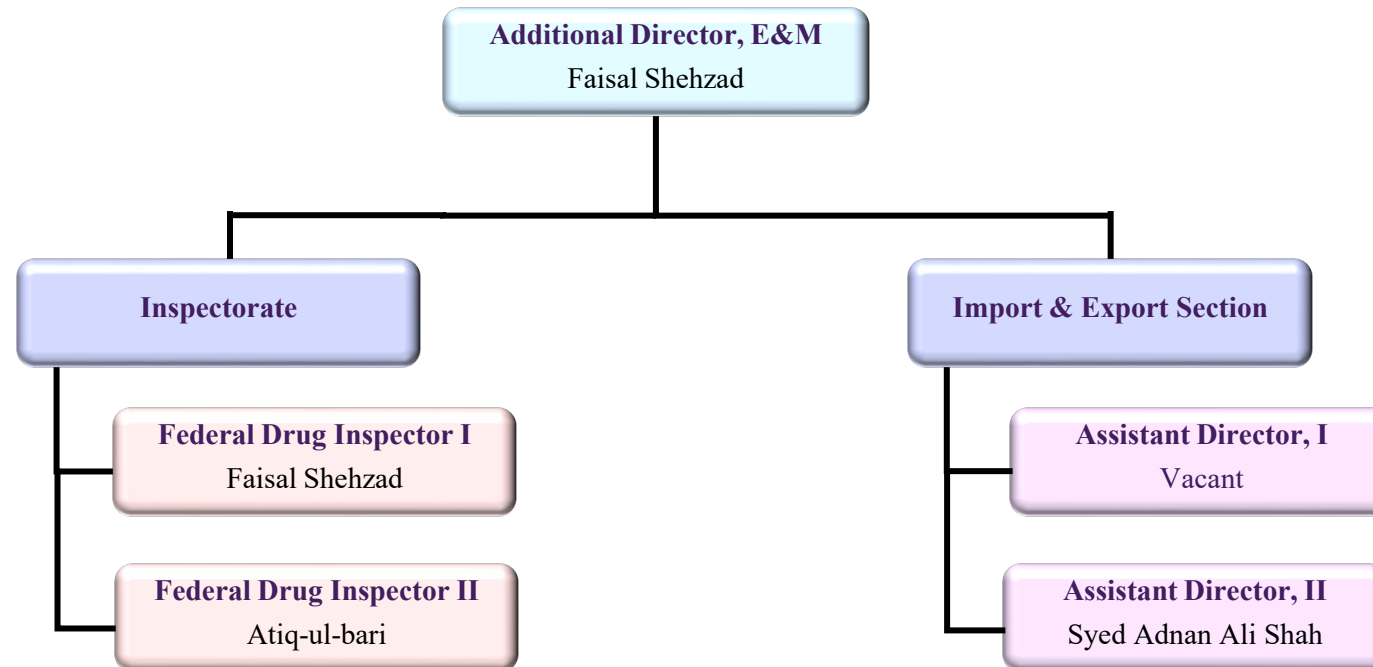 Additional Director, E&M
Faisal Shehzad
Inspectorate
Import & Export Section
Federal Drug Inspector I
Faisal Shehzad
Assistant Director, I
Vacant
Federal Drug Inspector II
Atiq-ul-bari
Assistant Director, II
Syed Adnan Ali Shah